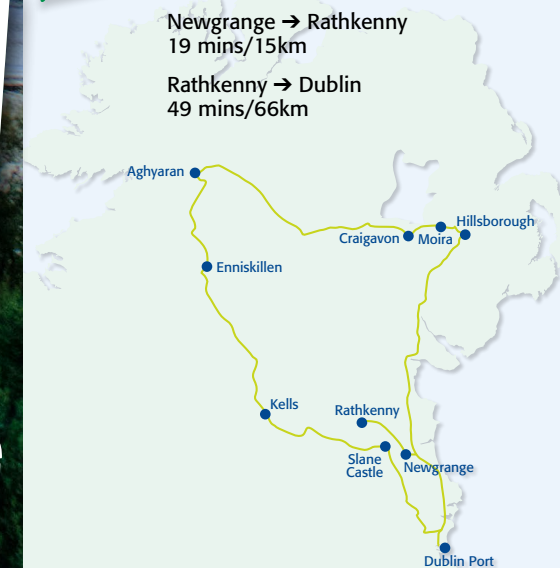 Newgrange ➔ Rathkenny
19 mins/15km
Rathkenny ➔ Dublin
49 mins/66km
Aghyaran
Hillsborough
Craigavon
Moira
Enniskillen
Kells
Rathkenny
Slane
Castle
Newgrange
Dublin Port